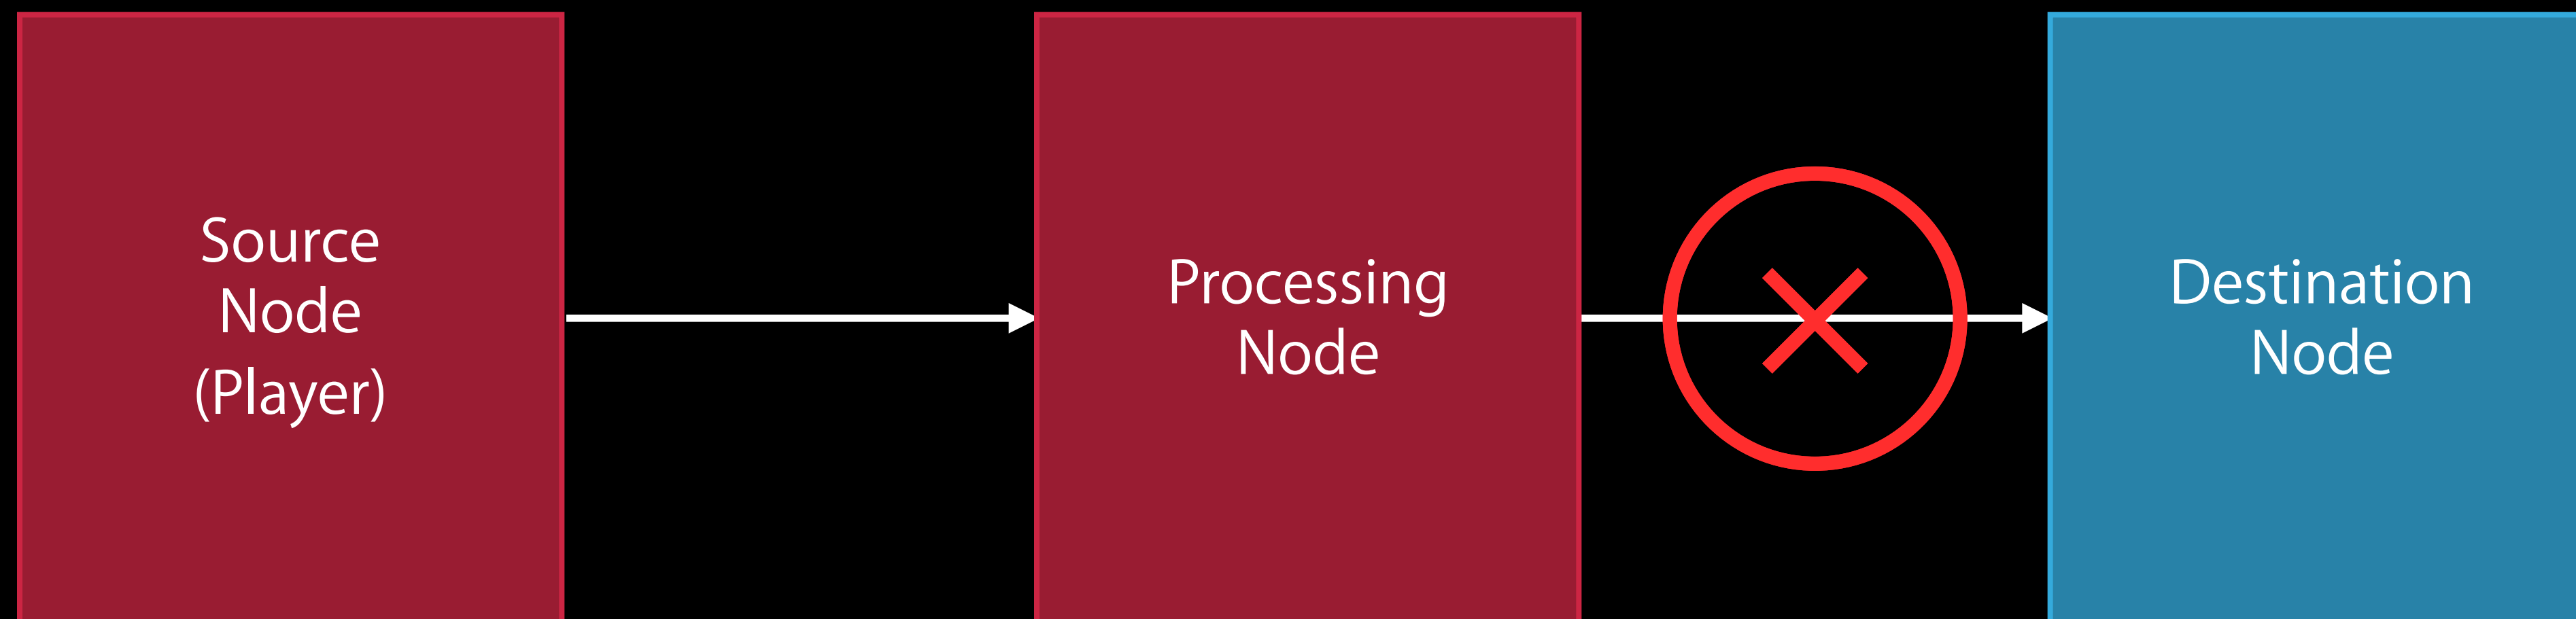 Source
Node
(Player)
Processing
Node
Destination
Node